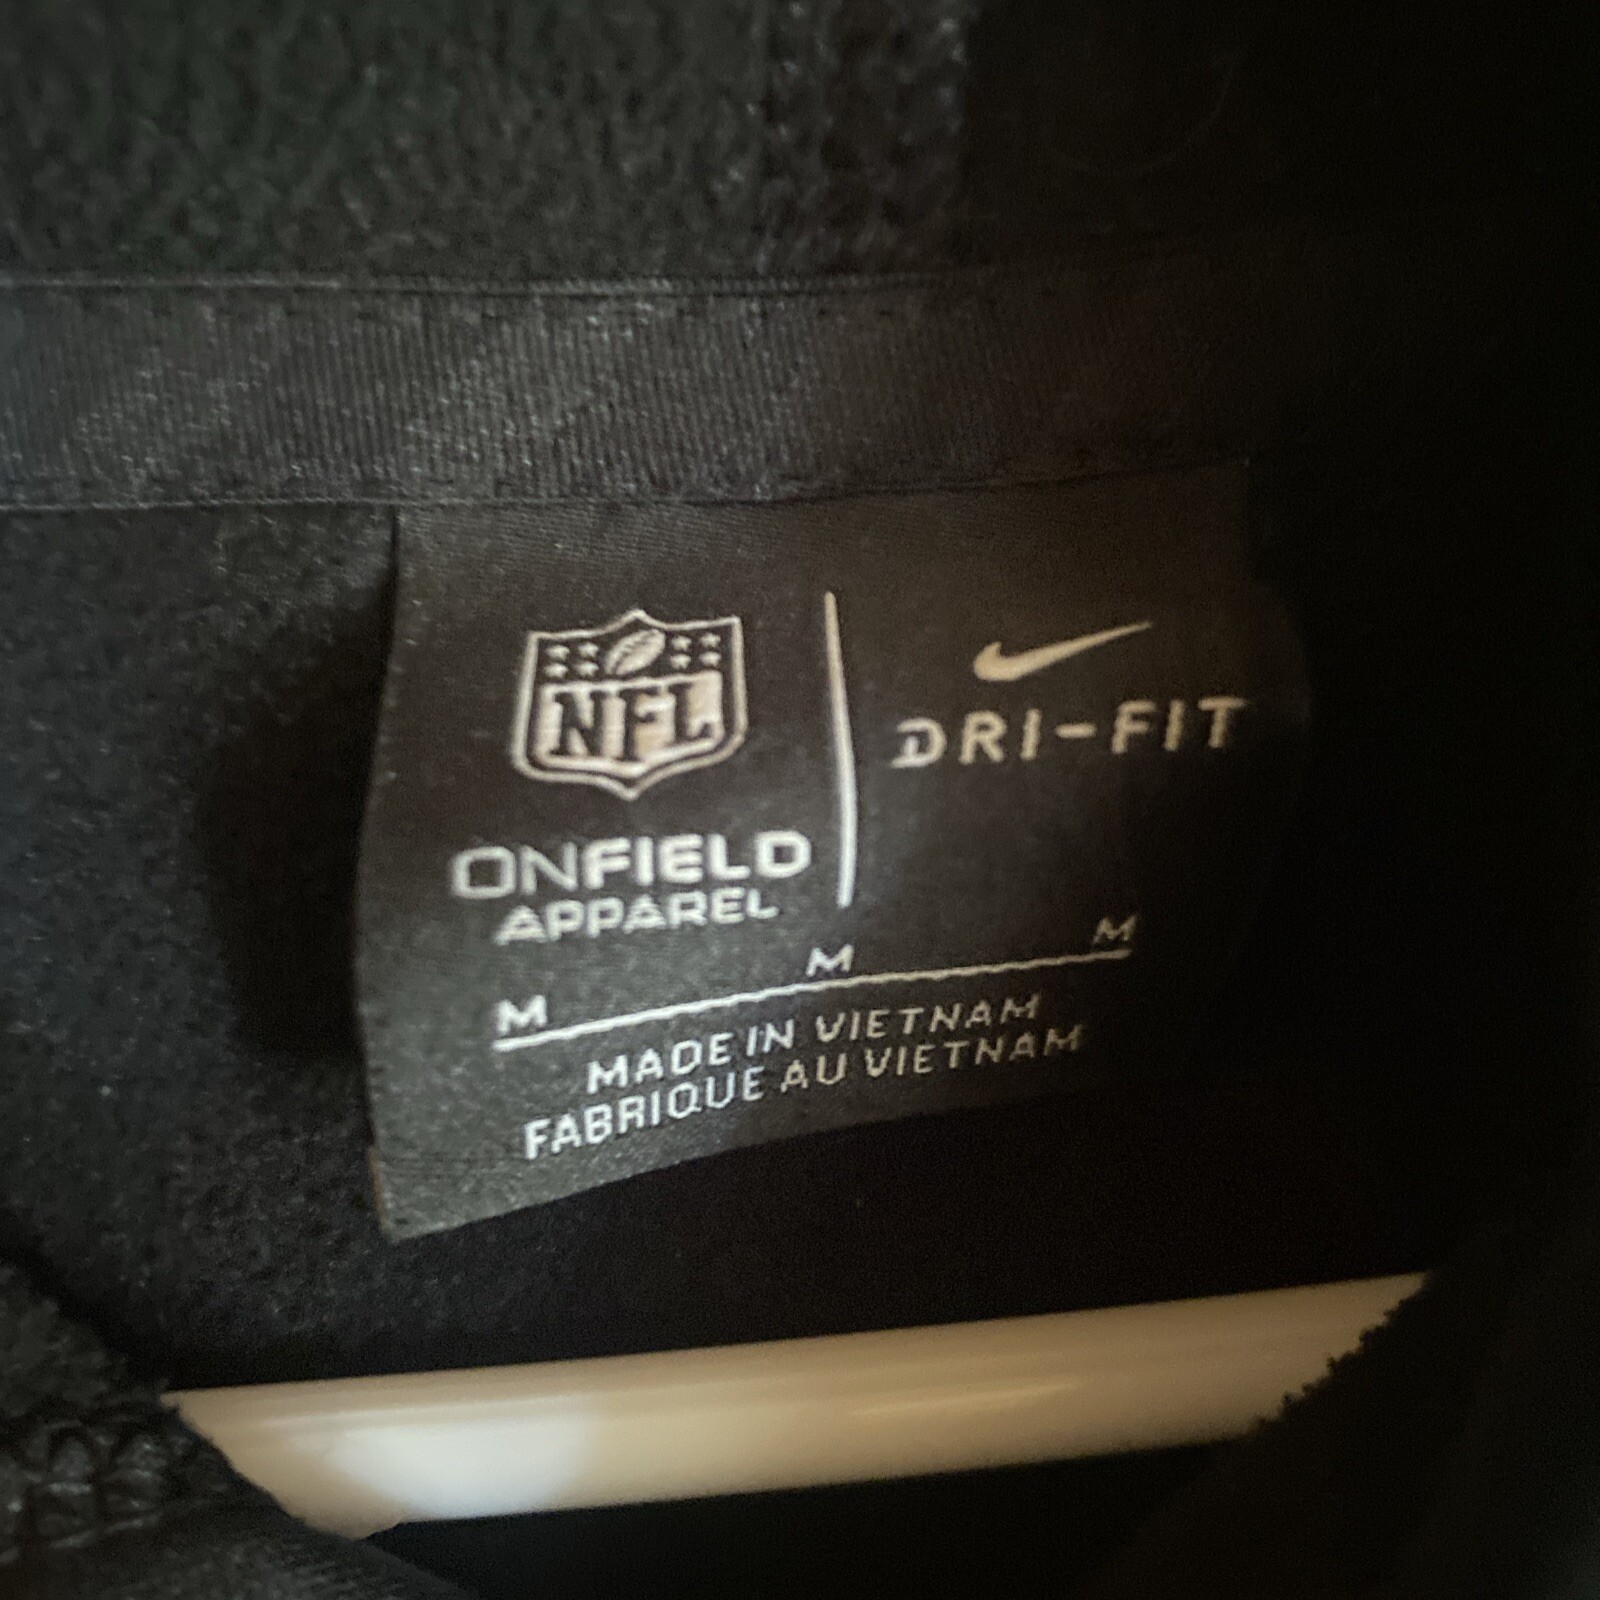 NFL
ONFIELD
APPAREL
DRI-FIT
M M M
MADE IN VIETNAM
FABRIQUE AU VIETNAM